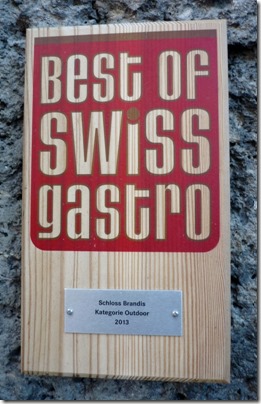 Best of
swiss
gastro
Schloss Brandis
Kategorie Outdoor
2013